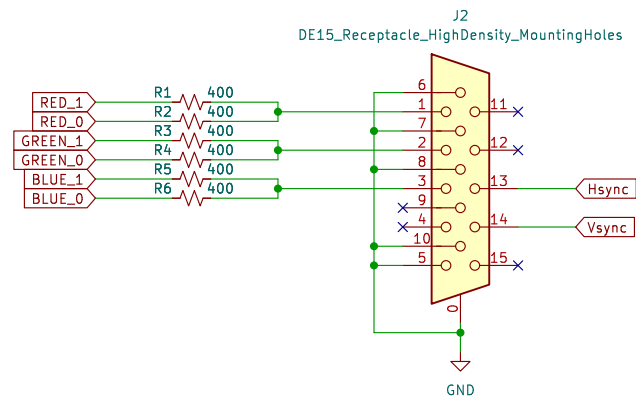 J2
DE15_Receptacle_HighDensity_MountingHoles
RED_1 R1 400
RED_0 R2 400
GREEN_1 R3 400
GREEN_0 R4 400
BLUE_1 R5 400
BLUE_0 R6 400
6
1 11
7
2 12
8
3 13 Hsync
9
4 14 Vsync
10
5 15
0
GND